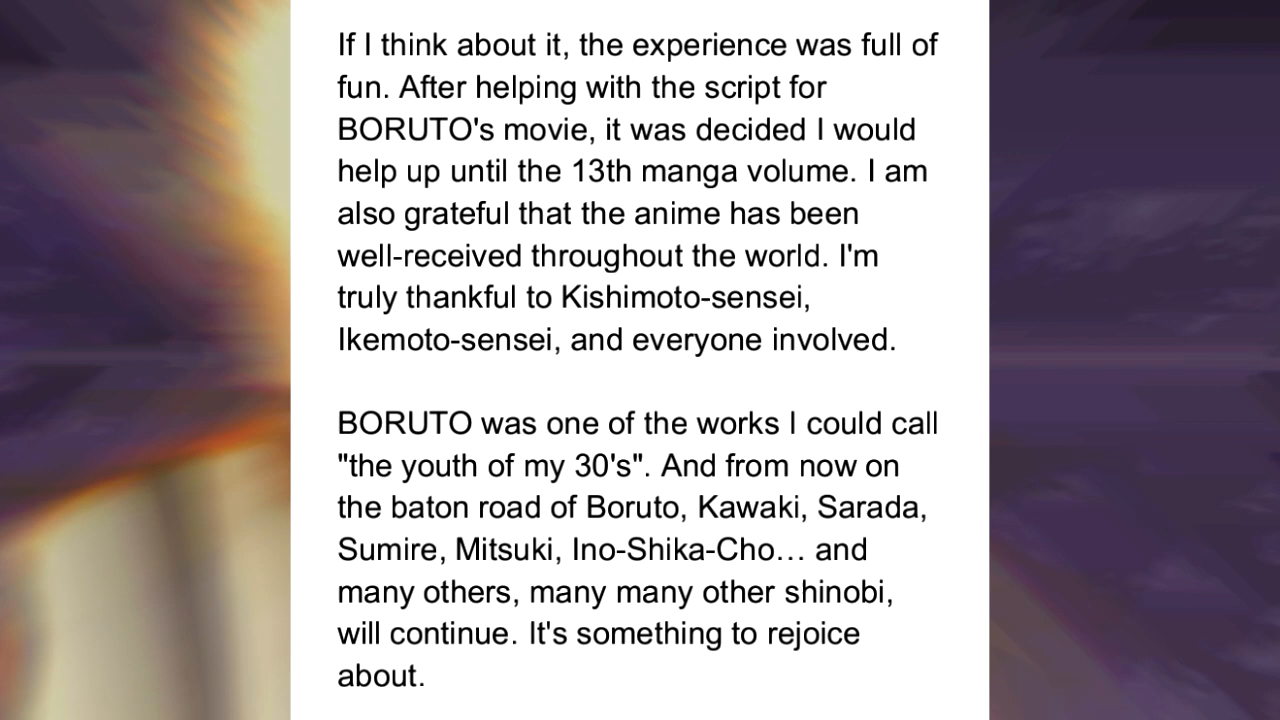 If I think about it, the experience was full of
fun. After helping with the script for
BORUTO's movie, it was decided I would
help up until the 13th manga volume. I am
also grateful that the anime has been
well-received throughout the world. I'm
truly thankful to Kishimoto-sensei,
Ikemoto-sensei, and everyone involved.
BORUTO was one of the works I could call
"the youth of my 30's". And from now on
the baton road of Boruto, Kawaki, Sarada,
Sumire, Mitsuki, Ino-Shika-Cho… and
many others, many many other shinobi,
will continue. It's something to rejoice
about.